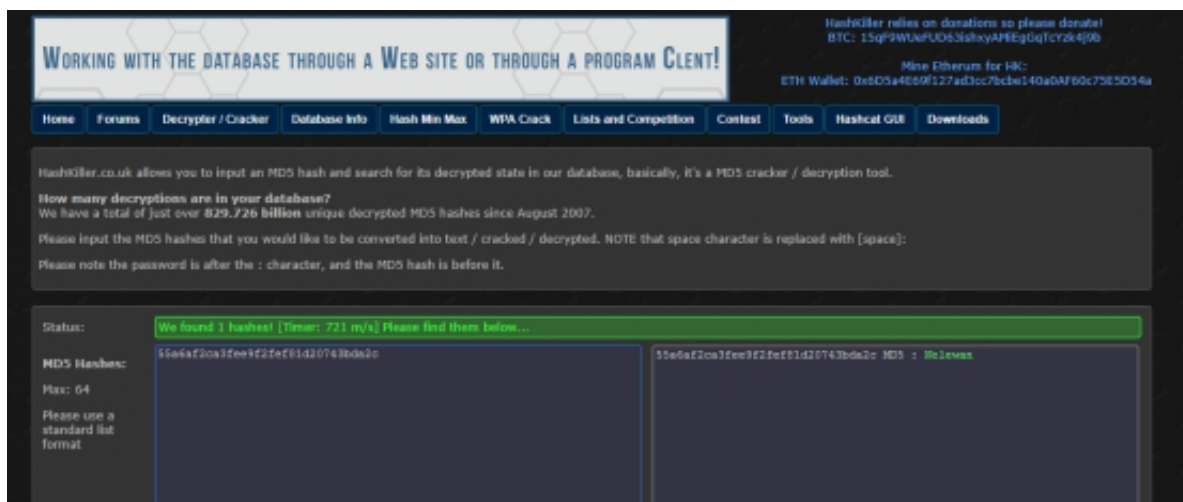 HashKiller relies on donations so please donate!
WORKING WITH THE DATABASE THROUGH A WEB SITE OR THROUGH A PROGRAM CLENT!
Mine Etherum for HK:
Home Forums Decrypter / Cracker Database Info Hash Min Max WPA Crack Lists and Competition Contest Tools Hashcat GUI Downloads
HashKiller.co.uk allows you to input an MD5 hash and search for its decrypted state in our database, basically, it's a MD5 cracker / decryption tool.
How many decryptions are in your database?
We have a total of just over 829.726 billion unique decrypted MD5 hashes since August 2007.
Please input the MD5 hashes that you would like to be converted into text / cracked / decrypted. NOTE that space character is replaced with [space]:
Please note the password is after the : character, and the MD5 hash is before it.
Status:
We found 1 hashes! [Timer: 721 m/s] Please find them below...
MD5 Hashes:
55a6af2ca3fee9f2fef81d20743bda2c
55a6af2ca3fee9f2fef81d20743bda2c MD5 :
Max: 64
Please use a
standard list
format